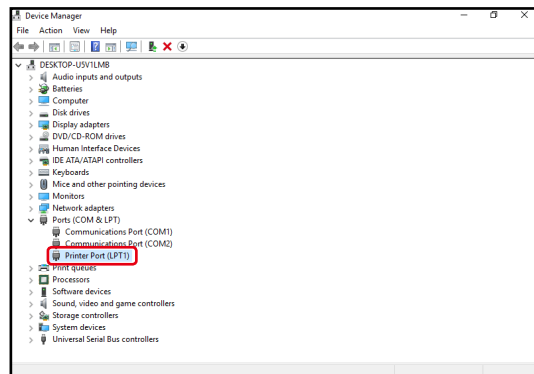 Device Manager
File Action View Help
DESKTOP-U5V1LMB
Audio inputs and outputs
Batteries
Computer
Disk drives
Display adapters
DVD/CD-ROM drives
Human Interface Devices
IDE ATA/ATAPI controllers
Keyboards
Mice and other pointing devices
Monitors
Network adapters
Ports (COM & LPT)
Communications Port (COM1)
Communications Port (COM2)
Printer Port (LPT1)
Print queues
Processors
Software devices
Sound, video and game controllers
Storage controllers
System devices
Universal Serial Bus controllers